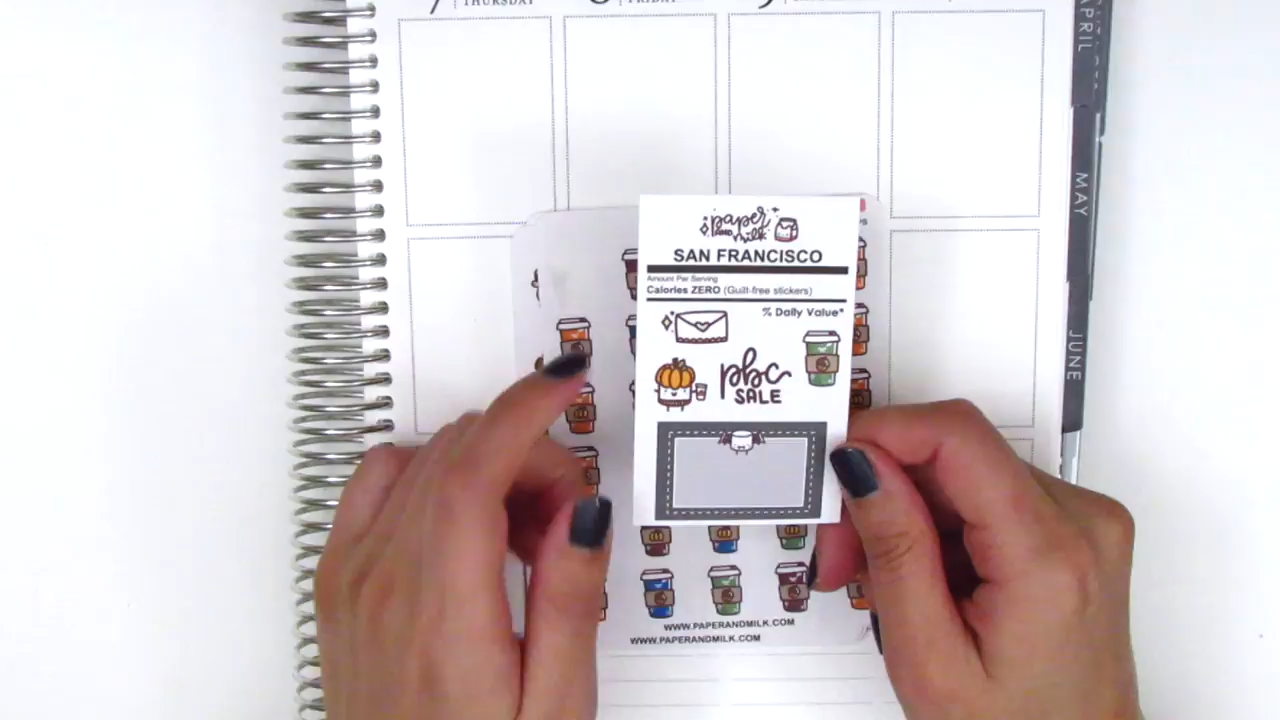 7 THURSDAY
FRIDAY
APRIL
MAY
JUNE
paper
AND milk
SAN FRANCISCO
Amount Per Serving
Calories ZERO (Guilt-free stickers)
% Daily Value*
pbc
SALE
WWW.PAPERANDMILK.COM
WWW.PAPERANDMILK.COM